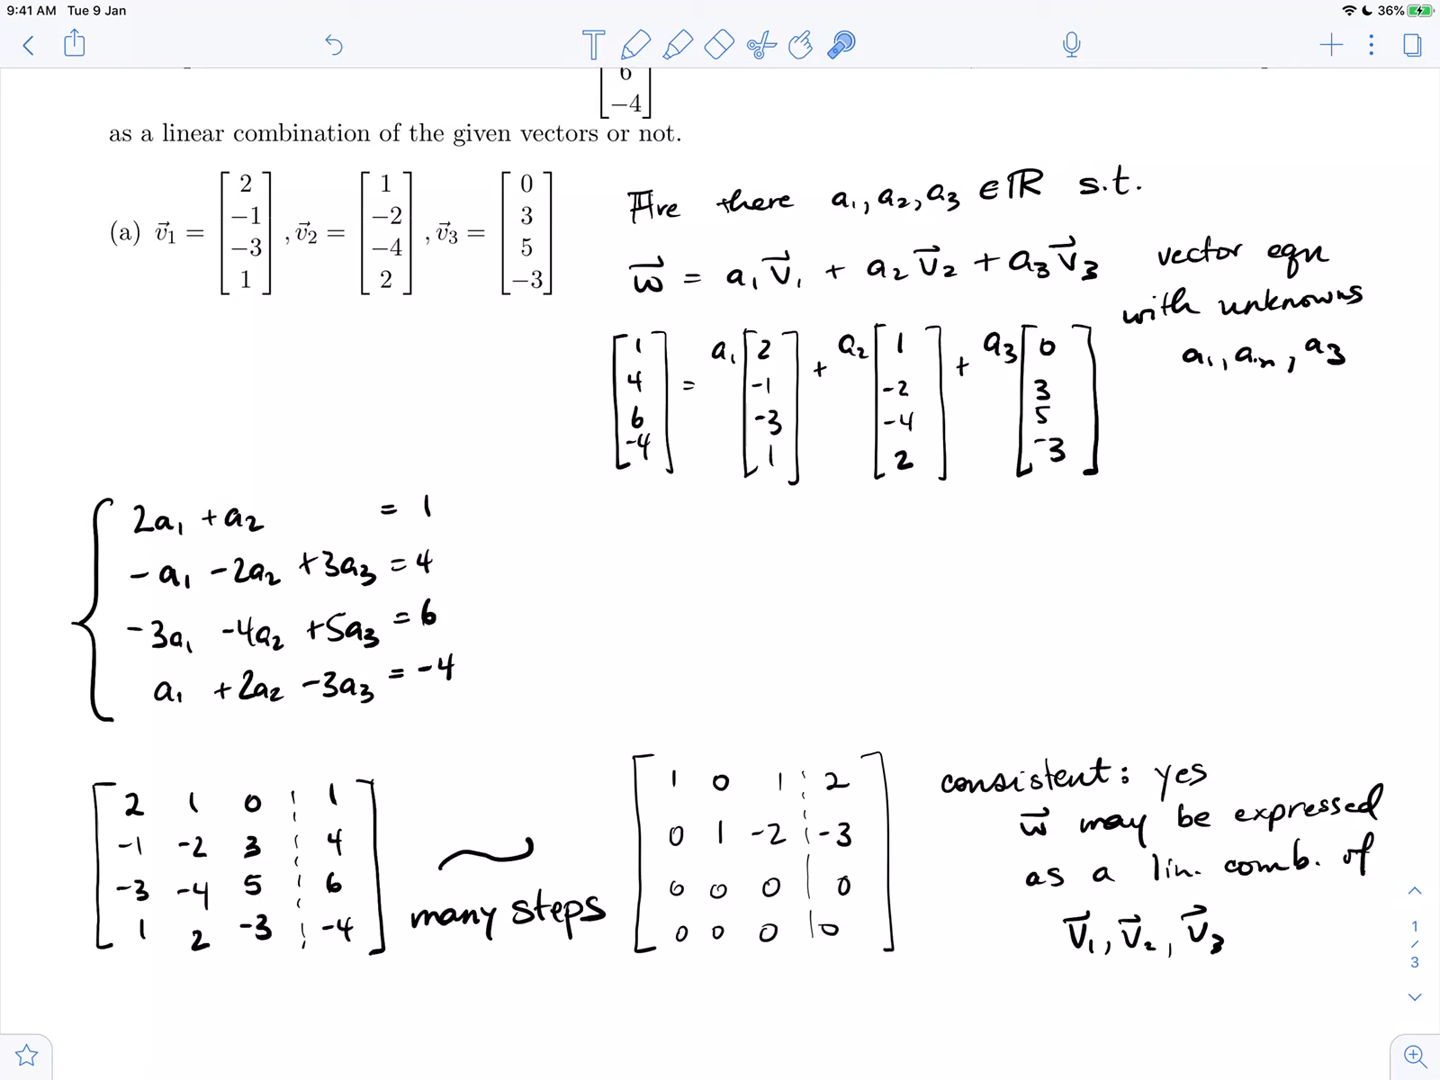 9:41 AM Tue 9 Jan 36%
T
6
-4
as a linear combination of the given vectors or not.
(a) v⃗1 = [2 -1 -3 1], v⃗2 = [1 -2 -4 2], v⃗3 = [0 3 5 -3]
Are there a1, a2, a3 ∈ ℝ s.t.
w⃗ = a1 v⃗1 + a2 v⃗2 + a3 v⃗3
vector eqn
with unknowns
a1, a2, a3
[1 4 6 -4] = a1 [2 -1 -3 1] + a2 [1 -2 -4 2] + a3 [0 3 5 -3]
2a1 + a2 = 1
-a1 - 2a2 + 3a3 = 4
-3a1 - 4a2 + 5a3 = 6
a1 + 2a2 - 3a3 = -4
2 1 0 ¦ 1
-1 -2 3 ¦ 4
-3 -4 5 ¦ 6
1 2 -3 ¦ -4
~
many steps
1 0 1 ¦ 2
0 1 -2 ¦ -3
0 0 0 | 0
0 0 0 | 0
consistent: yes
w⃗ may be expressed
as a lin. comb. of
v⃗1, v⃗2, v⃗3
1
/
3